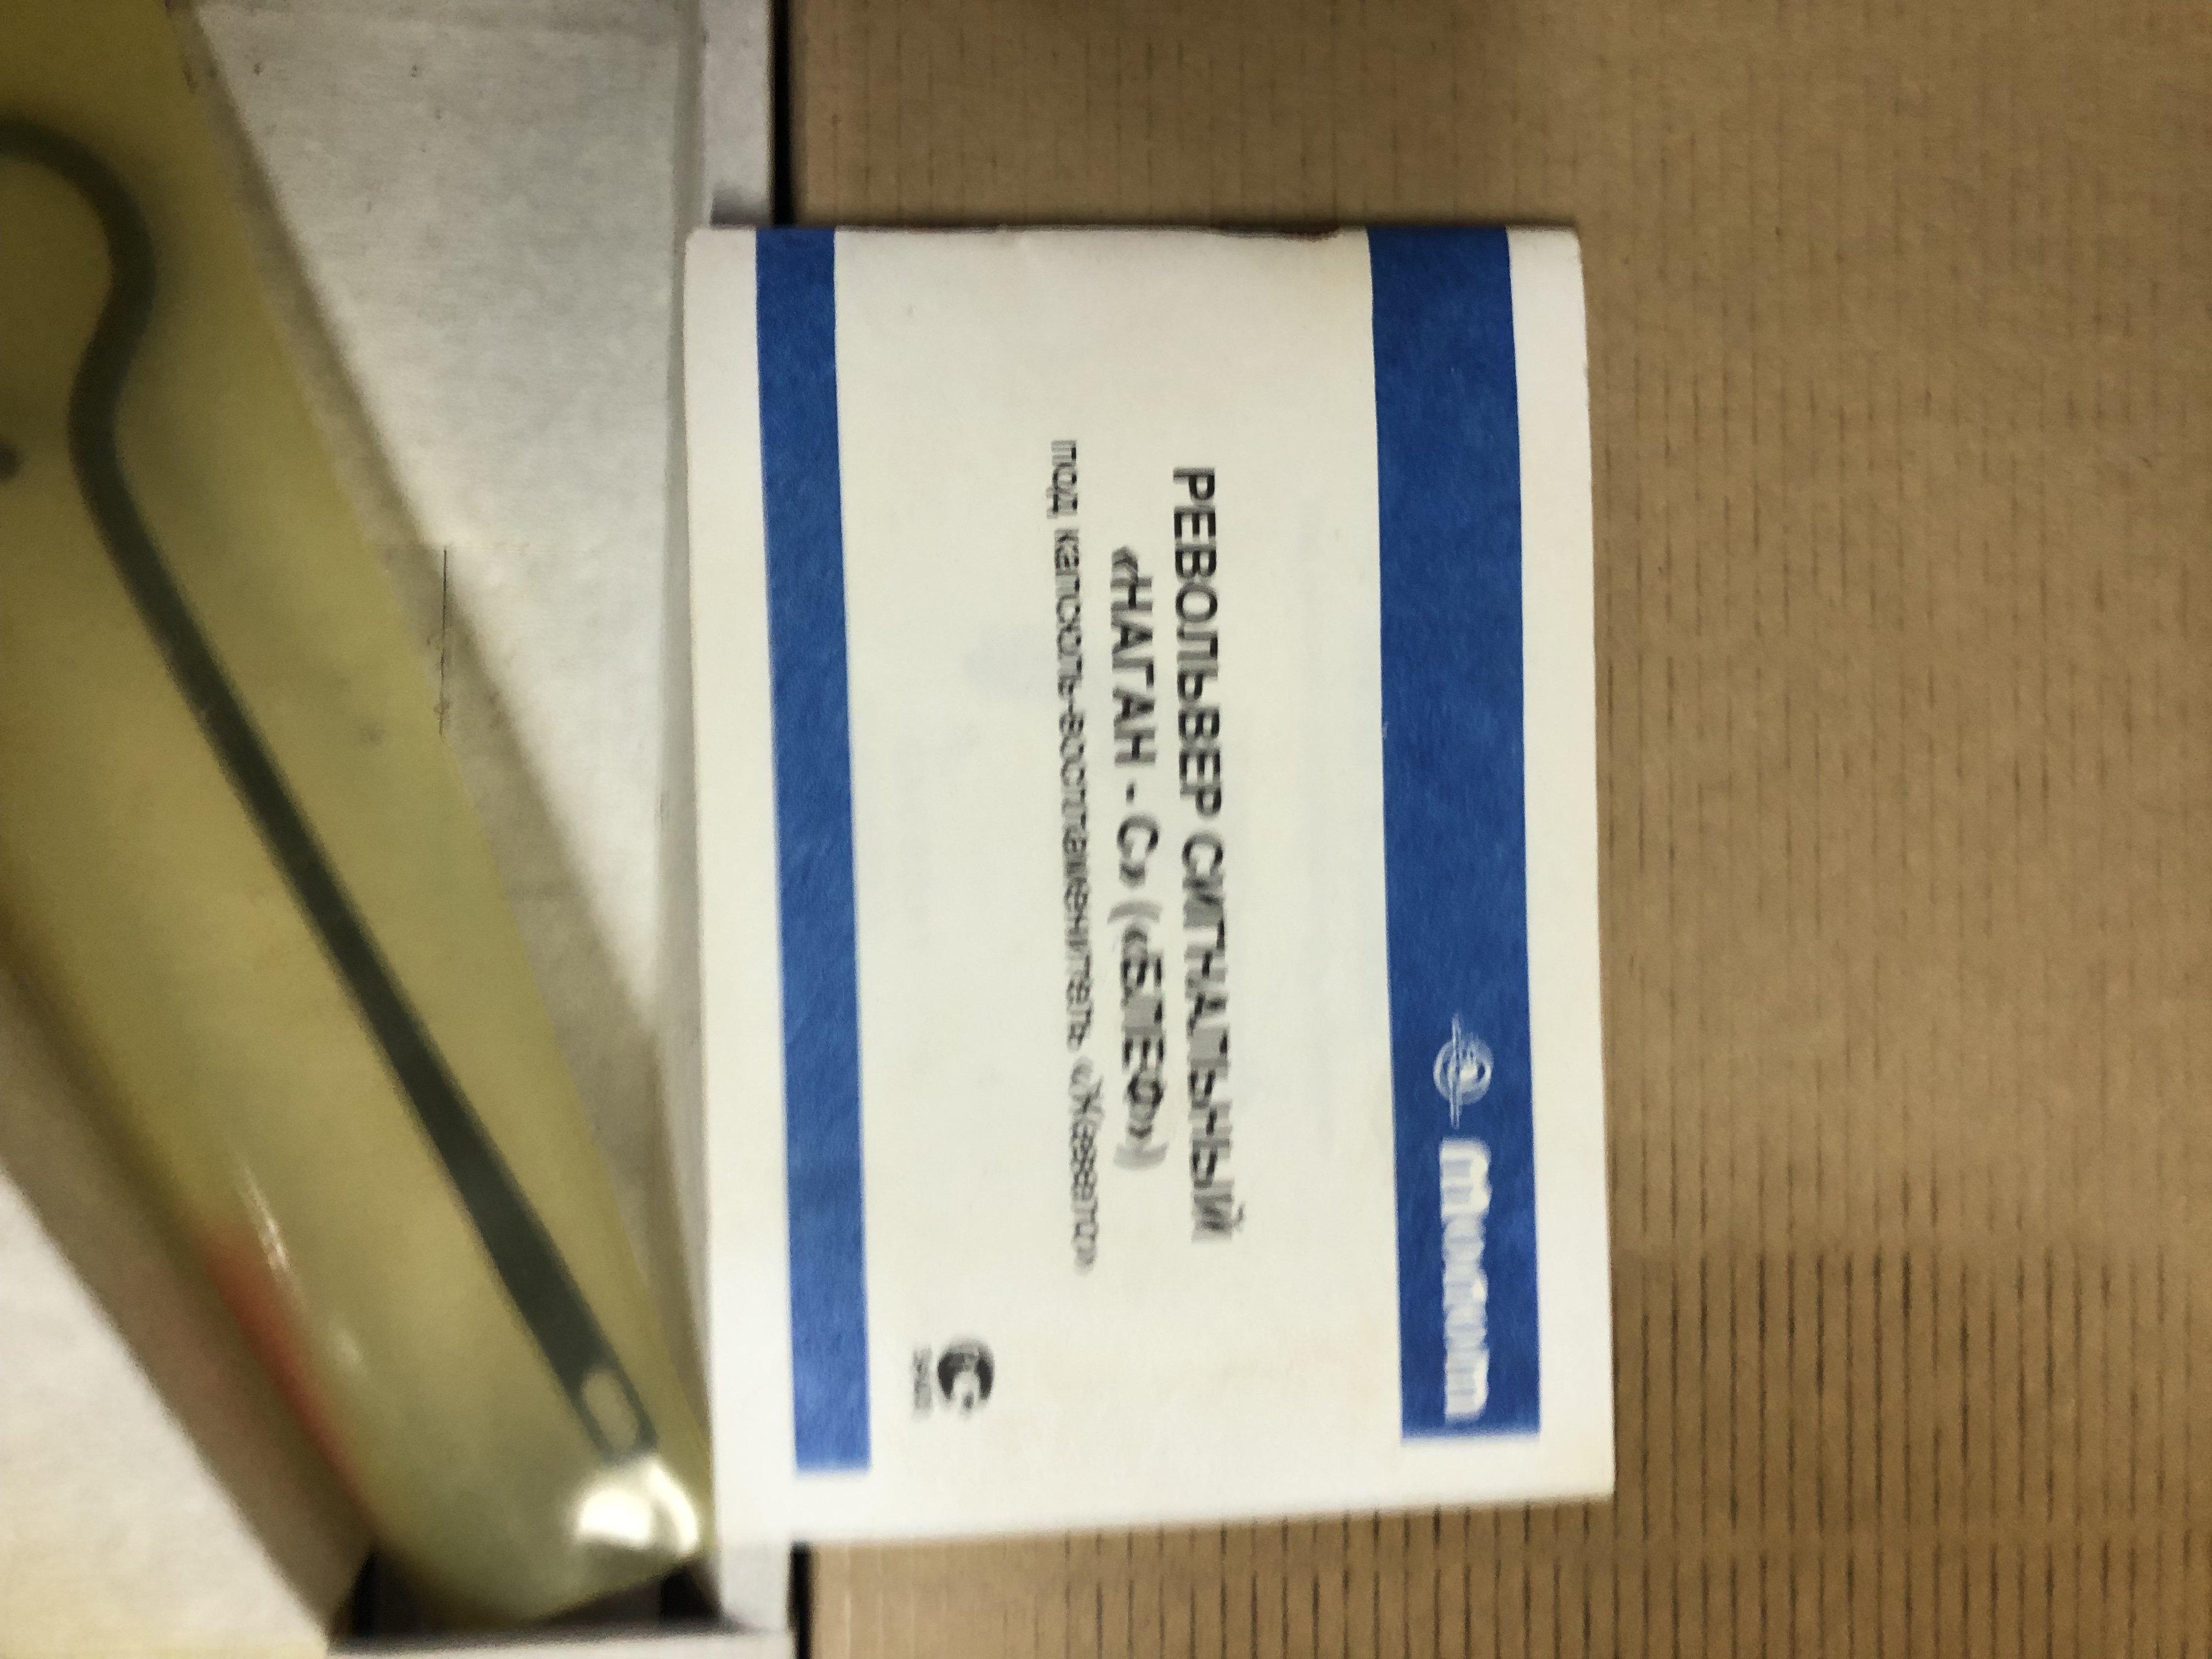 РЕВОЛЬВЕР СИГНАЛЬНЫЙ
«НАГАН - С» («БЛЕФ»)
под капсюль-воспламенитель «Жевело»